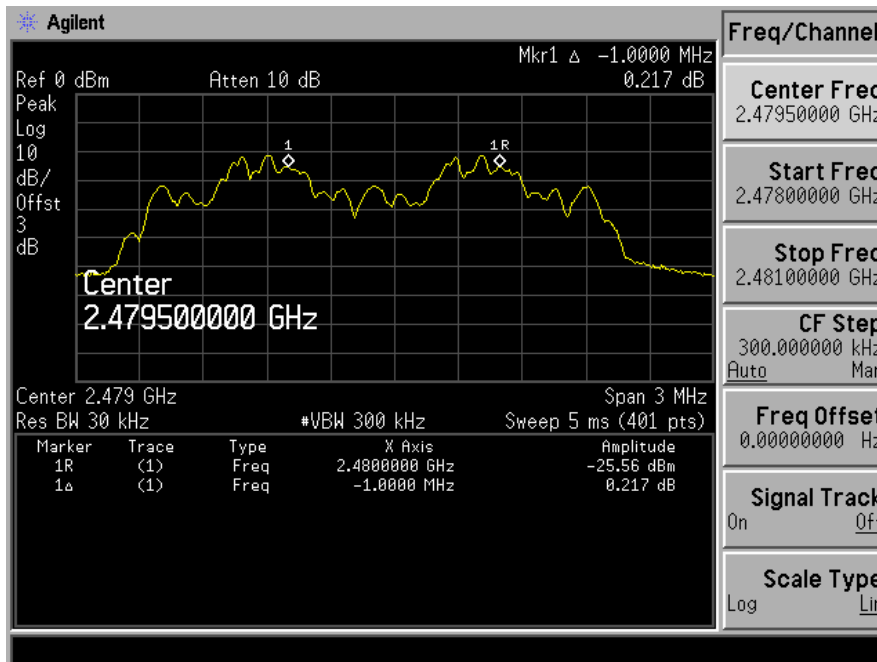 Agilent
Freq/Channel
Mkr1 Δ -1.0000 MHz
Ref 0 dBm Atten 10 dB 0.217 dB
Peak
Log
10
dB/
Offst
3
dB
1
1R
Center
2.479500000 GHz
Center 2.479 GHz Span 3 MHz
Res BW 30 kHz #VBW 300 kHz Sweep 5 ms (401 pts)
Marker Trace Type X Axis Amplitude
1R (1) Freq 2.4800000 GHz -25.56 dBm
1Δ (1) Freq -1.0000 MHz 0.217 dB
Center Freq
2.47950000 GHz
Start Freq
2.47800000 GHz
Stop Freq
2.48100000 GHz
CF Step
300.000000 kHz
Auto Man
Freq Offset
0.00000000 Hz
Signal Track
On Off
Scale Type
Log Lin